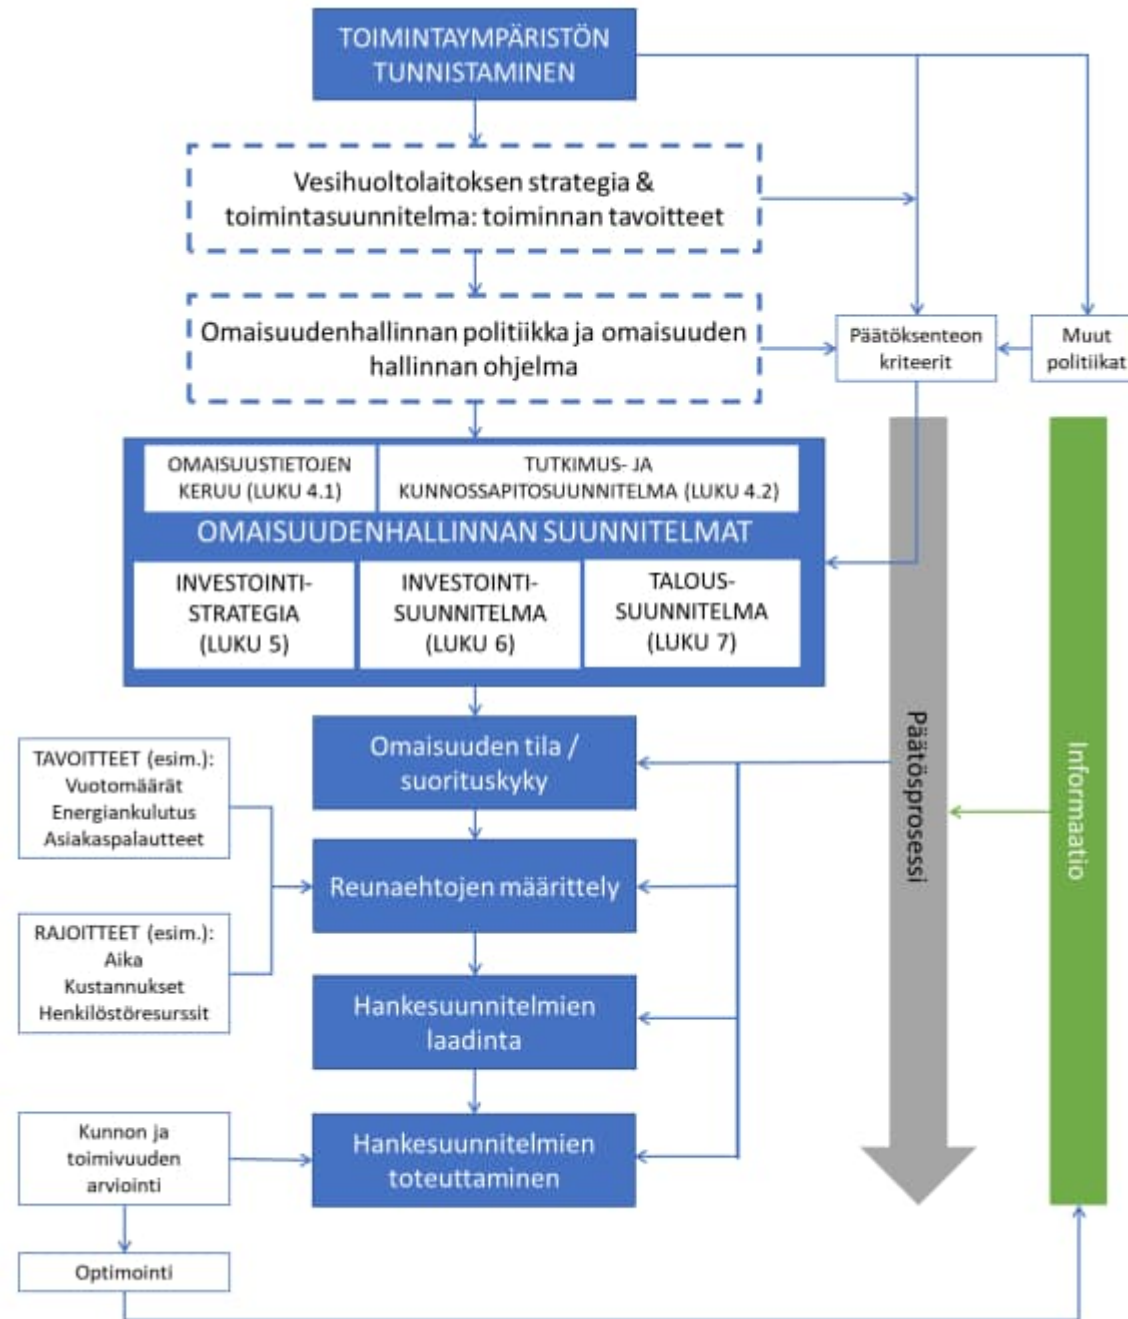 TOIMINTAYMPÄRISTÖN
TUNNISTAMINEN
Vesihuoltolaitoksen strategia &
toimintasuunnitelma: toiminnan tavoitteet
Omaisuudenhallinnan politiikka ja omaisuuden
hallinnan ohjelma
Päätöksenteon
kriteerit
Muut
politiikat
OMAISUUSTIETOJEN
KERUU (LUKU 4.1)
TUTKIMUS- JA
KUNNOSSAPITOSUUNNITELMA (LUKU 4.2)
OMAISUUDENHALLINNAN SUUNNITELMAT
INVESTOINTI-
STRATEGIA
(LUKU 5)
INVESTOINTI-
SUUNNITELMA
(LUKU 6)
TALOUS-
SUUNNITELMA
(LUKU 7)
Omaisuuden tila /
suorituskyky
TAVOITTEET (esim.):
Vuotomäärät
Energiankulutus
Asiakaspalautteet
Reunaehtojen määrittely
RAJOITTEET (esim.):
Aika
Kustannukset
Henkilöstöresurssit
Hankesuunnitelmien
laadinta
Kunnon ja
toimivuuden
arviointi
Hankesuunnitelmien
toteuttaminen
Optimointi
Päätösprosessi
Informaatio